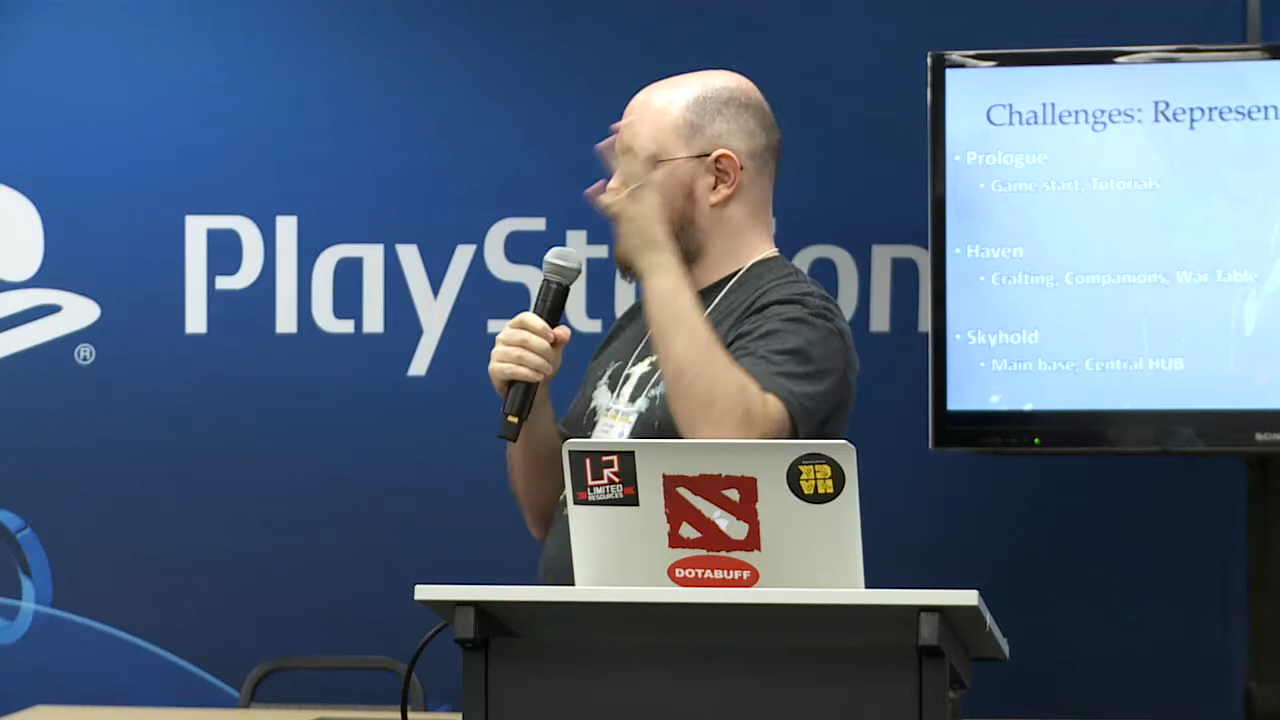 PlayStation
®
Challenges: Represen
• Prologue
• Game start, Tutorials
• Haven
• Crafting, Companions, War Table
• Skyhold
• Main base, Central HUB
SONY
LR
LIMITED
RESOURCES
DOTABUFF